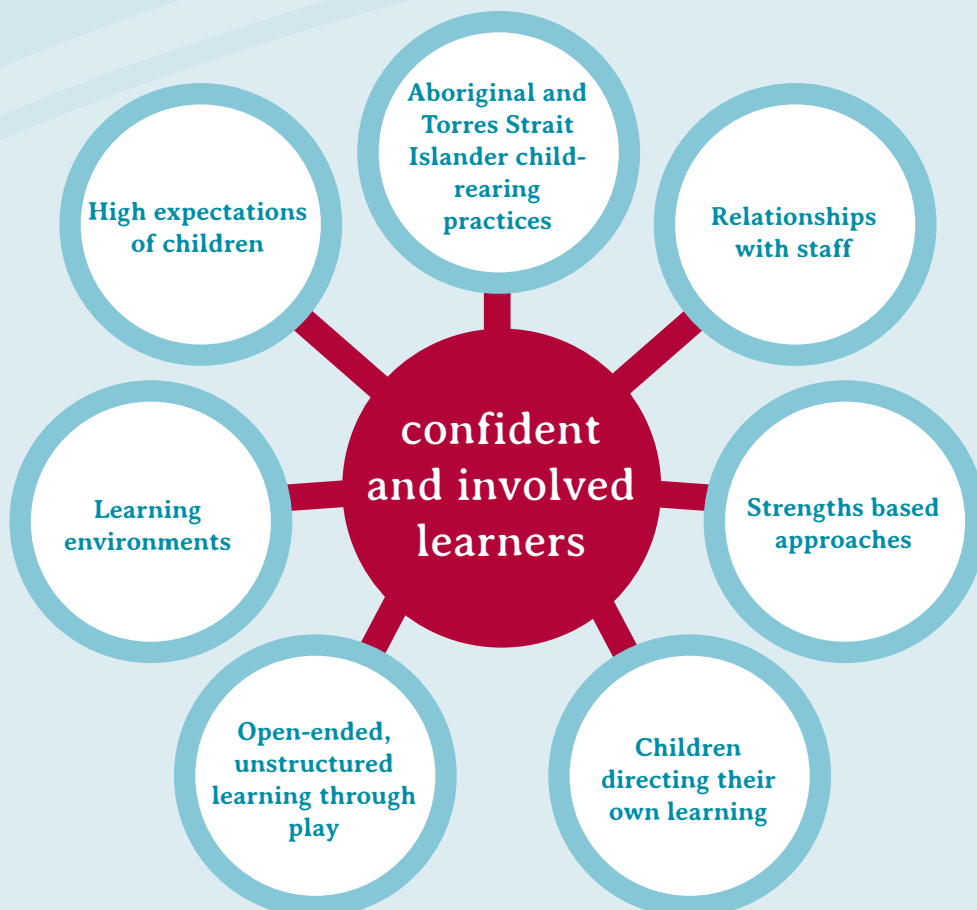 Aboriginal and
Torres Strait
Islander child-
rearing
practices
High expectations
of children
Relationships
with staff
confident
and involved
learners
Learning
environments
Strengths based
approaches
Open-ended,
unstructured
learning through
play
Children
directing their
own learning